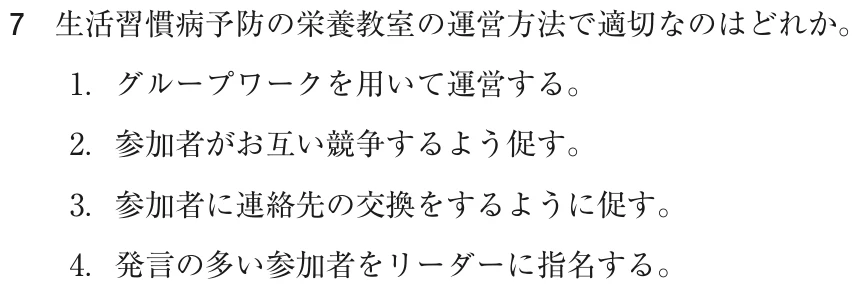 7 生活習慣病予防の栄養教室の運営方法で適切なのはどれか。
1. グループワークを用いて運営する。
2. 参加者がお互い競争するよう促す。
3. 参加者に連絡先の交換をするように促す。
4. 発言の多い参加者をリーダーに指名する。